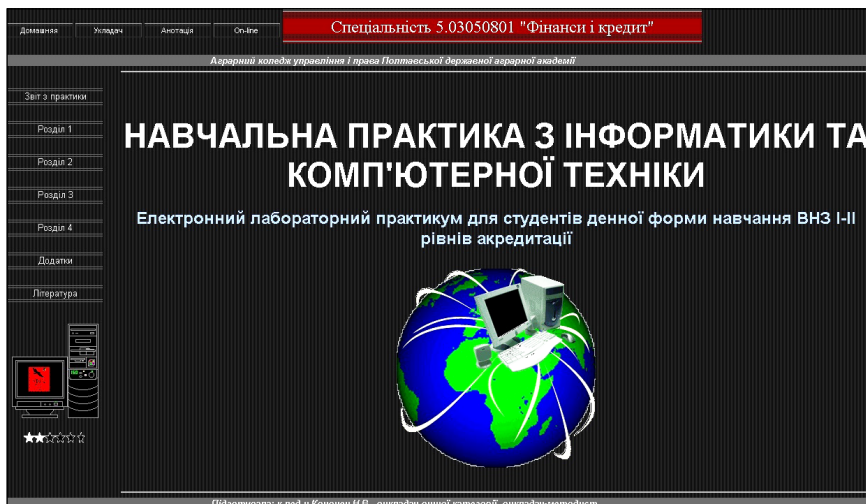 Домашняя
Укладач
Анотація
On-line
Спеціальність 5.03050801 "Фінанси і кредит"
Аграрний коледж управління і права Полтавської державної аграрної академії
Звіт з практики
Розділ 1
Розділ 2
Розділ 3
Розділ 4
Додатки
Література
НАВЧАЛЬНА ПРАКТИКА З ІНФОРМАТИКИ ТА
КОМП'ЮТЕРНОЇ ТЕХНІКИ
Електронний лабораторний практикум для студентів денної форми навчання ВНЗ І-ІІ
рівнів акредитації